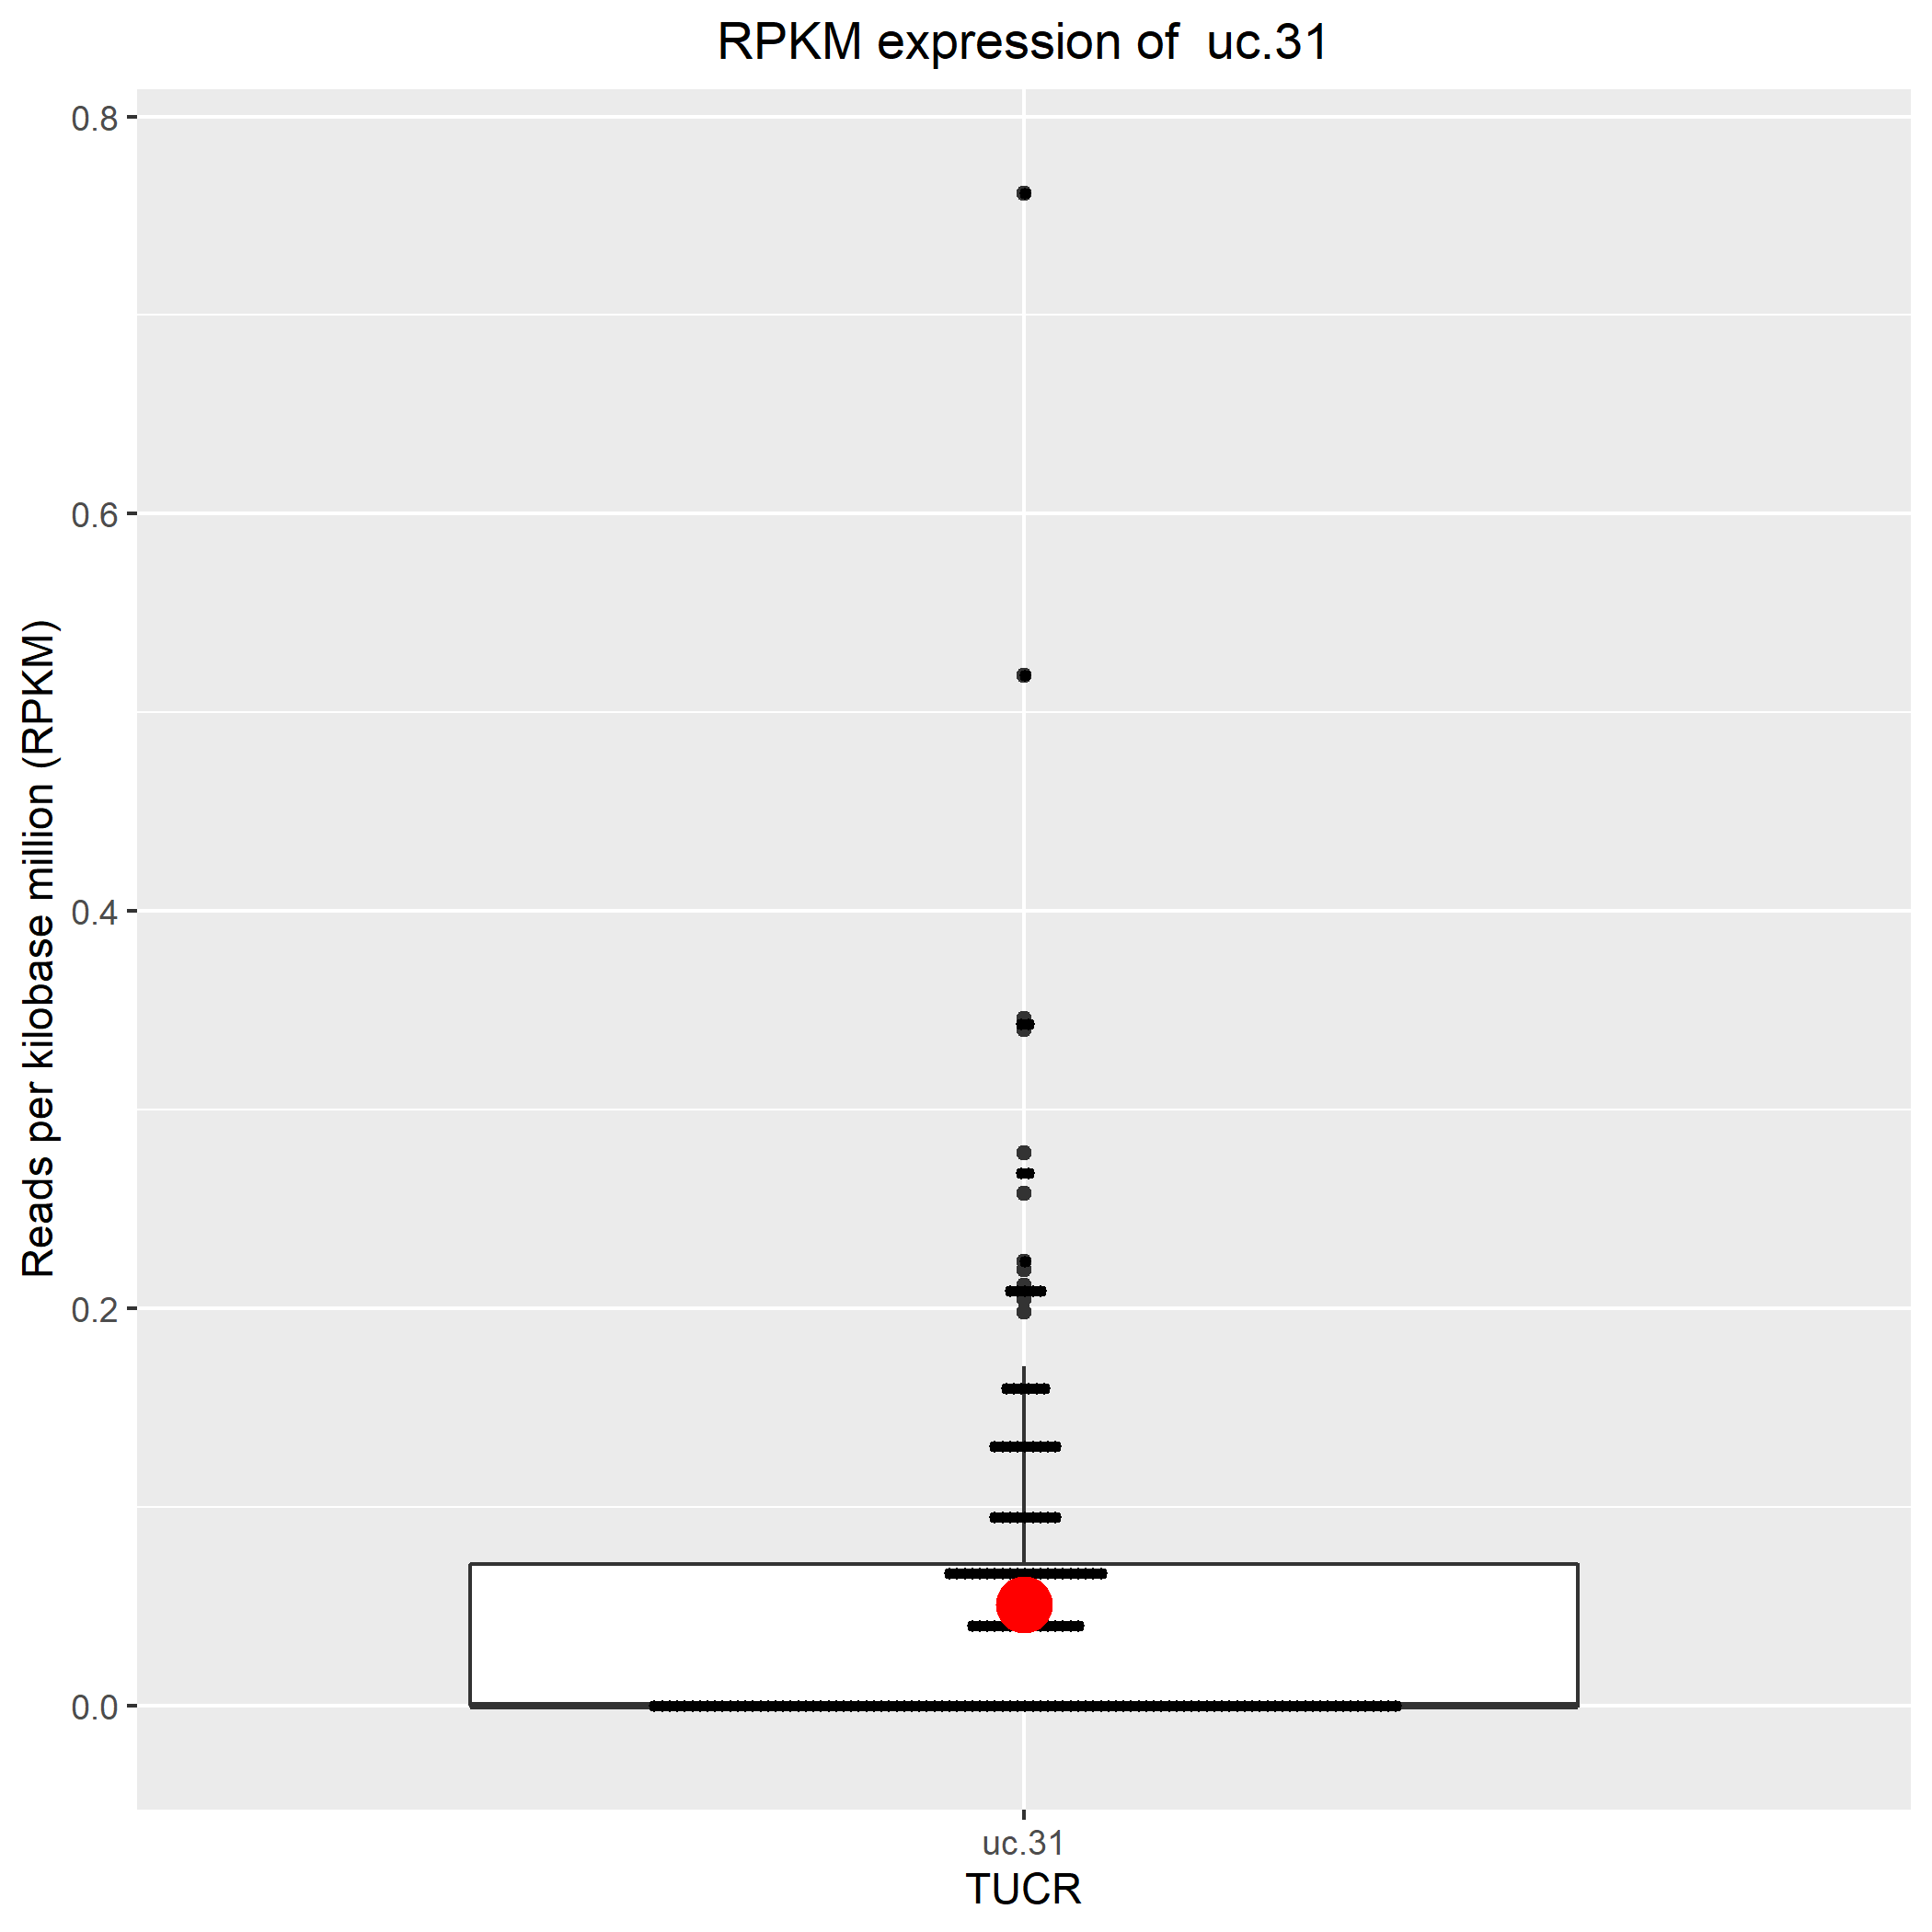 RPKM expression of  uc.31
Reads per kilobase million (RPKM)
0.8
0.6
0.4
0.2
0.0
uc.31
TUCR